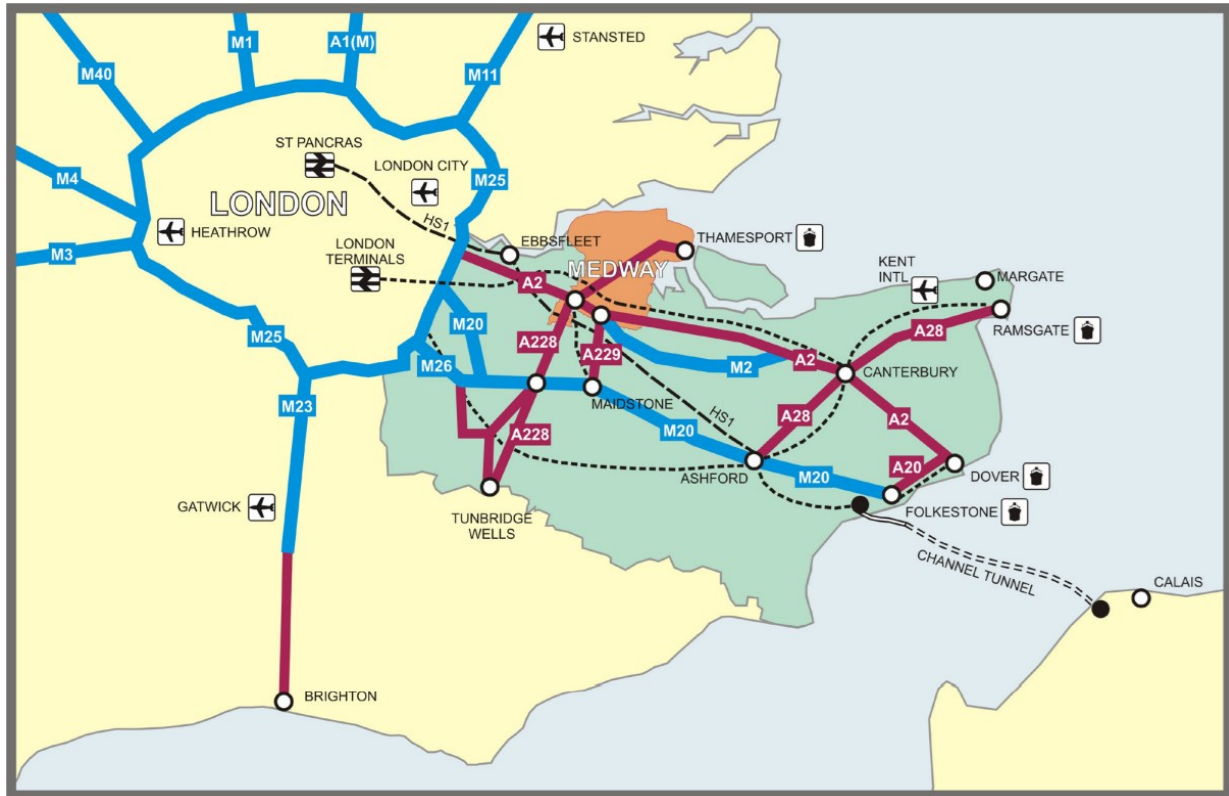 M1
A1(M)
STANSTED
M40
M11
ST PANCRAS
LONDON CITY
M4
M25
LONDON
HS1
HEATHROW
EBBSFLEET
THAMESPORT
M3
LONDON
TERMINALS
MEDWAY
KENT
INTL
MARGATE
A2
RAMSGATE
M20
M25
A228
A28
A229
M2
A2
M26
CANTERBURY
MAIDSTONE
M23
HS1
A28
A2
A228
M20
A20
ASHFORD
M20
DOVER
GATWICK
FOLKESTONE
TUNBRIDGE
WELLS
CHANNEL TUNNEL
CALAIS
BRIGHTON